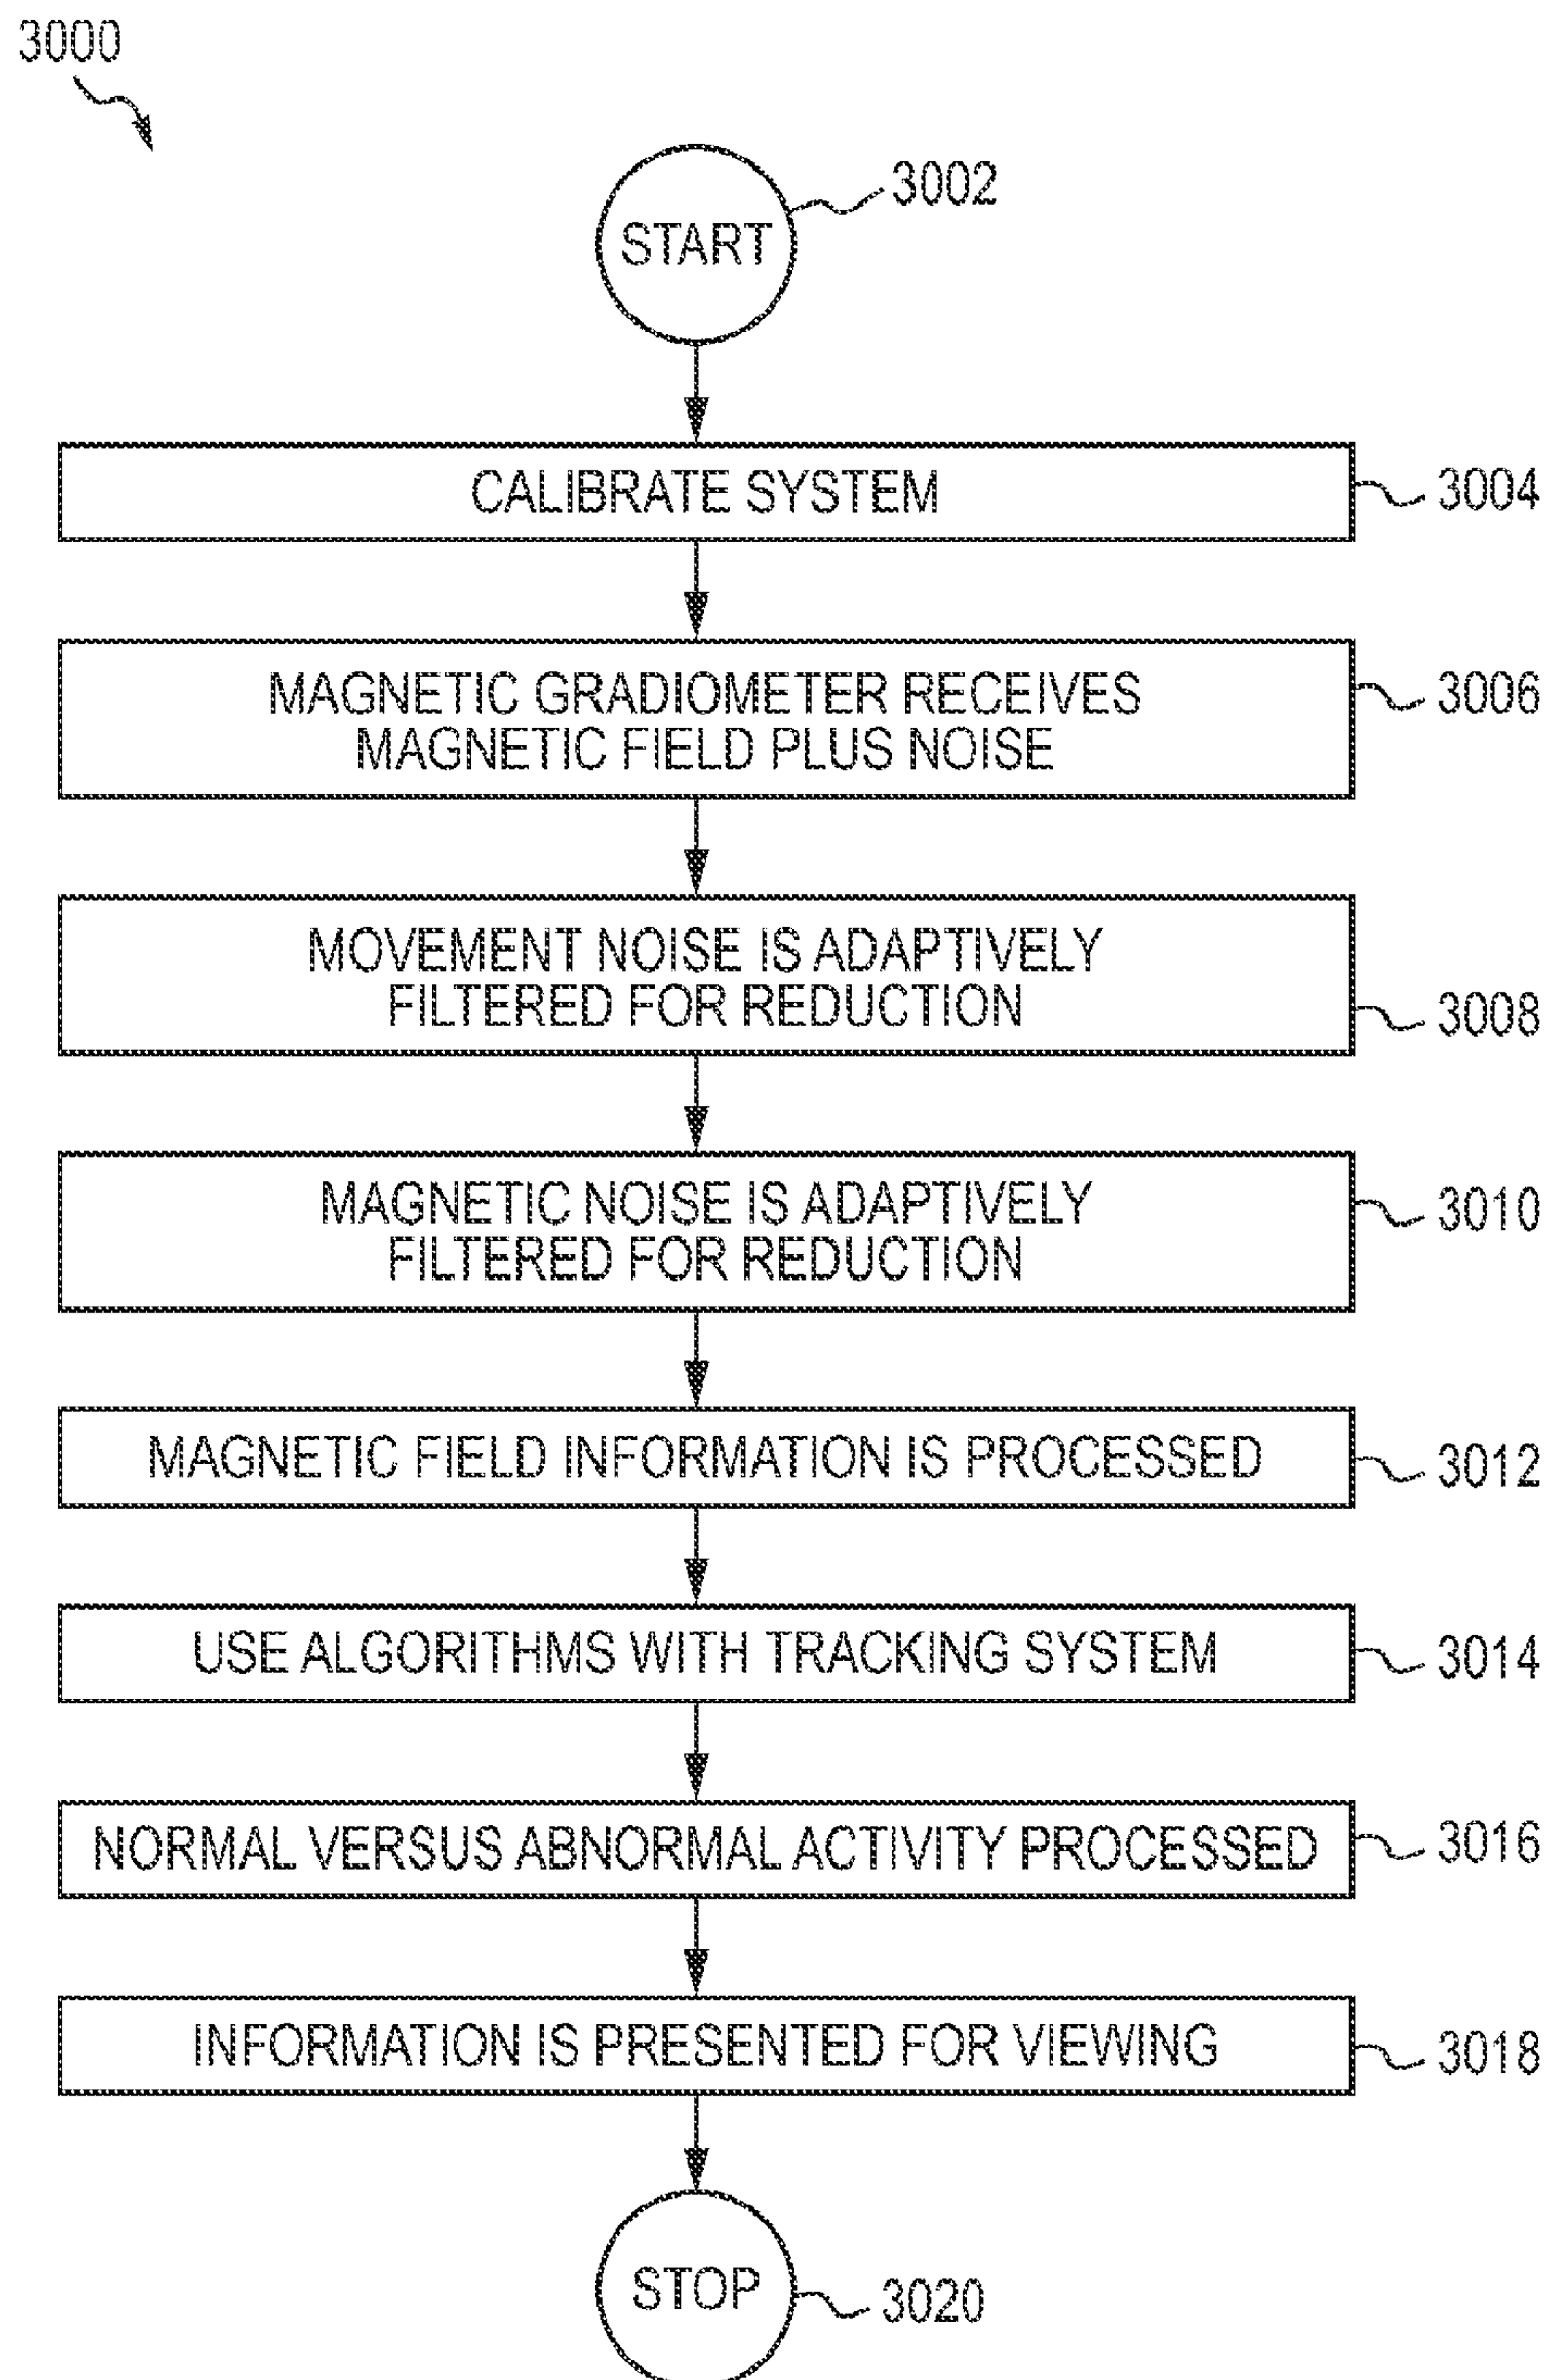 3000
START
3002
CALIBRATE SYSTEM
3004
MAGNETIC GRADIOMETER RECEIVES
MAGNETIC FIELD PLUS NOISE
3006
MOVEMENT NOISE IS ADAPTIVELY
FILTERED FOR REDUCTION
3008
MAGNETIC NOISE IS ADAPTIVELY
FILTERED FOR REDUCTION
3010
MAGNETIC FIELD INFORMATION IS PROCESSED
3012
USE ALGORITHMS WITH TRACKING SYSTEM
3014
NORMAL VERSUS ABNORMAL ACTIVITY PROCESSED
3016
INFORMATION IS PRESENTED FOR VIEWING
3018
STOP
3020